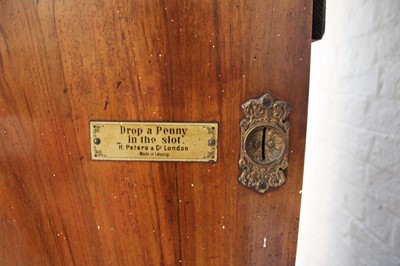 Drop a Penny
in the slot.
H. Peters & Co London
Made in Leipzig